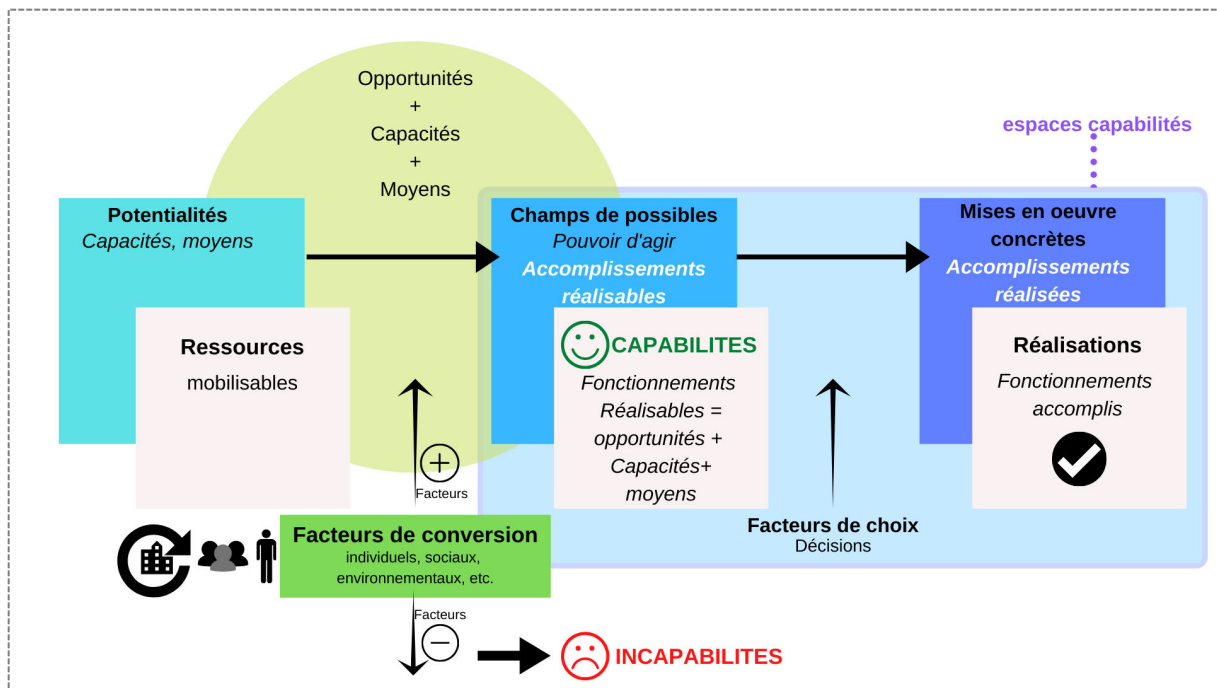 Opportunités
+
Capacités
+
Moyens
espaces capabilités
Potentialités
Capacités, moyens
Ressources
mobilisables
Champs de possibles
Pouvoir d'agir
Accomplissements
réalisables
CAPABILITES
Fonctionnements
Réalisables =
opportunités +
Capacités+
moyens
Mises en oeuvre
concrètes
Accomplissements
réalisées
Réalisations
Fonctionnements
accomplis
Facteurs
Facteurs de conversion
individuels, sociaux,
environnementaux, etc.
Facteurs de choix
Décisions
Facteurs
INCAPABILITES